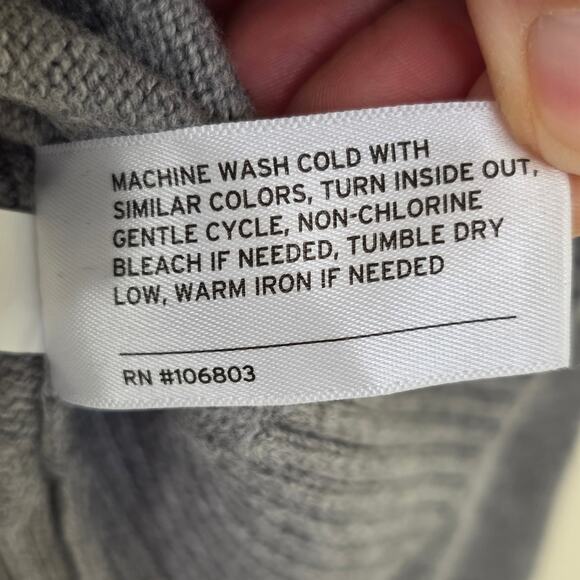 MACHINE WASH COLD WITH
SIMILAR COLORS, TURN INSIDE OUT,
GENTLE CYCLE, NON-CHLORINE
BLEACH IF NEEDED, TUMBLE DRY
LOW, WARM IRON IF NEEDED
RN #106803